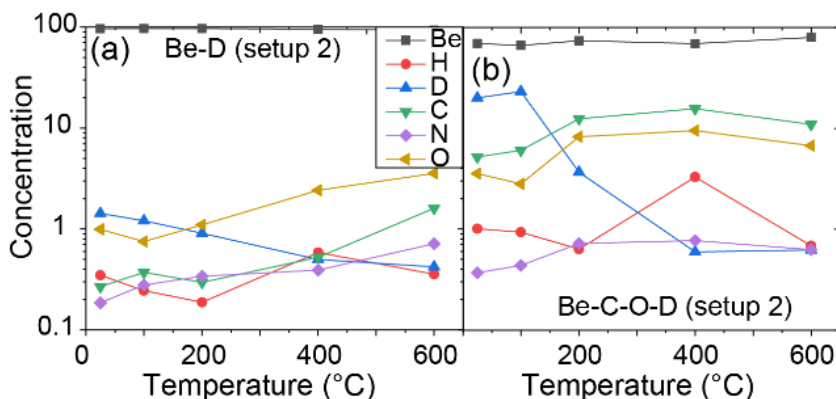 100
10
1
0.1
Concentration
(a)
Be-D (setup 2)
Be
H
D
C
N
O
0
200
400
600
Temperature (°C)
(b)
Be-C-O-D (setup 2)
200
400
600
Temperature (°C)